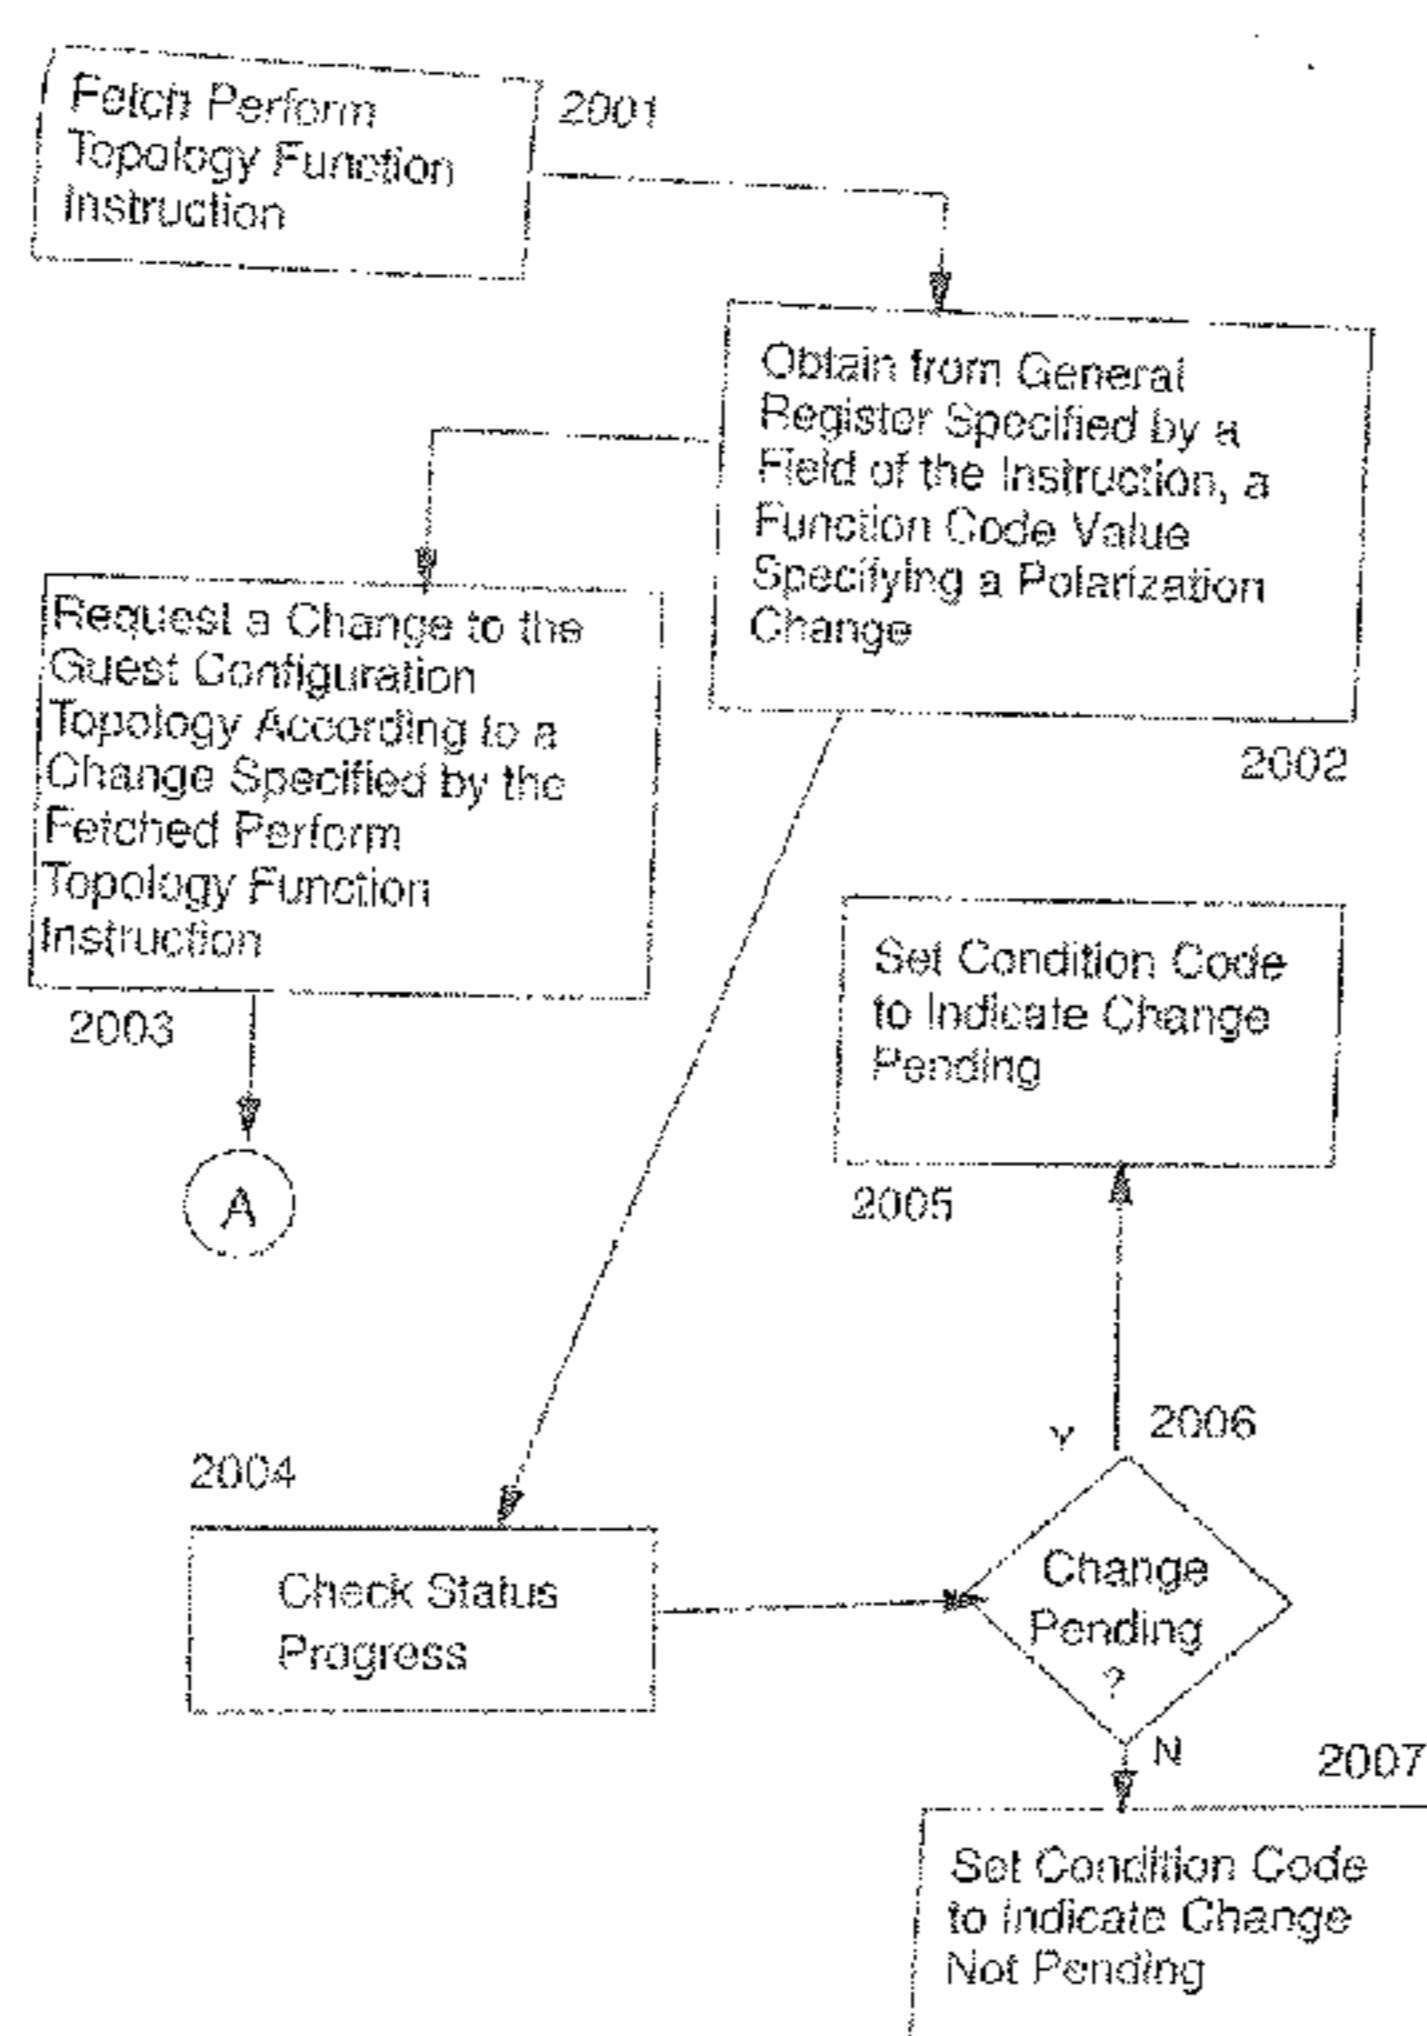 Fetch Perform
Topology Function
Instruction
2001
Obtain from General
Register Specified by a
Field of the Instruction, a
Function Code Value
Specifying a Polarization
Change
2002
Request a Change to the
Guest Configuration
Topology According to a
Change Specified by the
Fetched Perform
Topology Function
Instruction
2003
A
Set Condition Code
to Indicate Change
Pending
2005
2004
Check Status
Progress
Y
2006
Change
Pending
?
N
2007
Set Condition Code
to Indicate Change
Not Pending